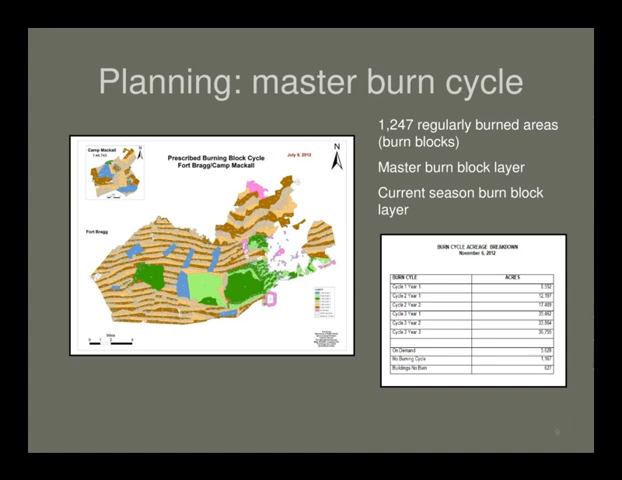 Planning: master burn cycle
1,247 regularly burned areas
(burn blocks)
Master burn block layer
Current season burn block
layer
Camp Mackall
Prescribed Burning Block Cycle
Fort Bragg/Camp Mackall
July 9, 2012
N
Fort Bragg
Miles
BURN CYCLE ACREAGE BREAKDOWN
November 6, 2012
BURN CYCLE ACRES
Cycle 1 Year 1
Cycle 2 Year 1
Cycle 2 Year 2
Cycle 3 Year 1
Cycle 3 Year 2
Cycle 3 Year 3
On Demand
No Burning Cycle
Buildings No Burn 627